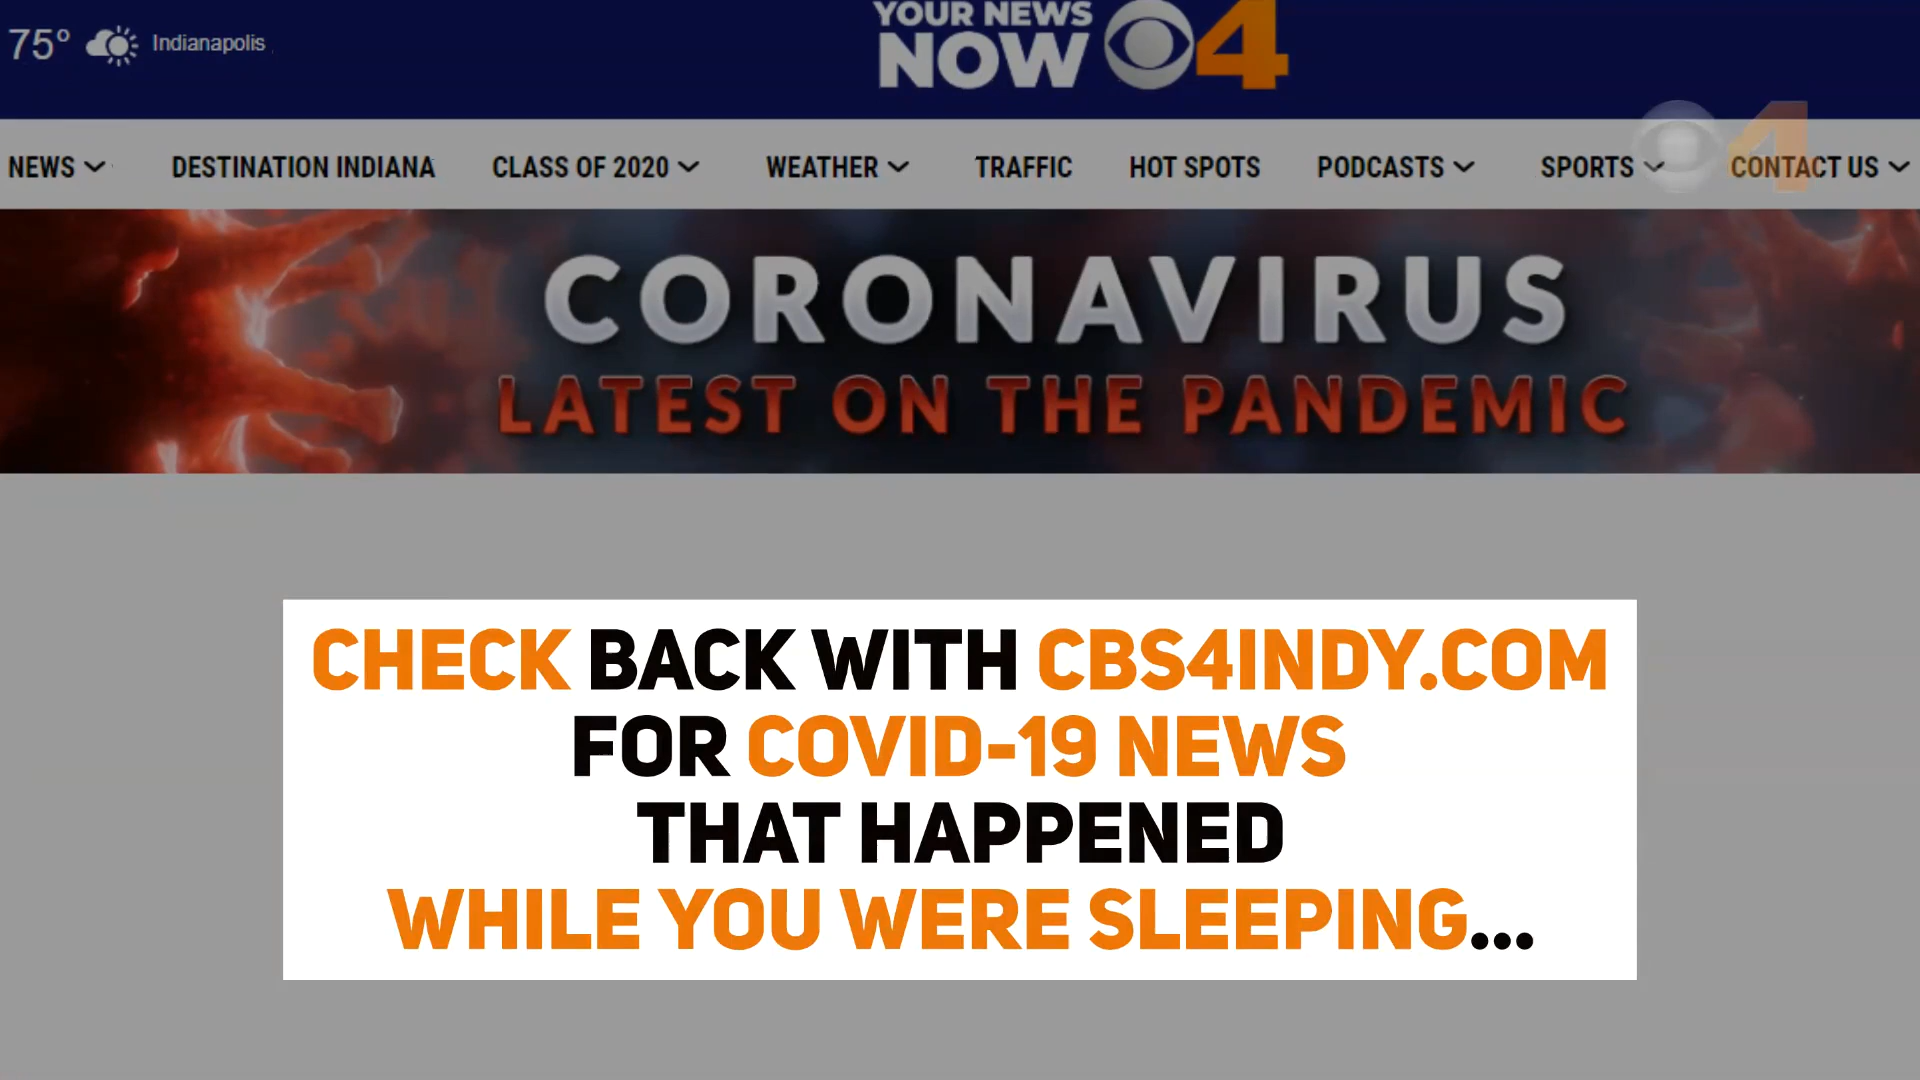 75° Indianapolis
YOUR NEWS
NOW 4
4
NEWS DESTINATION INDIANA CLASS OF 2020 WEATHER TRAFFIC HOT SPOTS PODCASTS SPORTS CONTACT US
CORONAVIRUS
LATEST ON THE PANDEMIC
CHECK BACK WITH CBS4INDY.COM
FOR COVID-19 NEWS
THAT HAPPENED
WHILE YOU WERE SLEEPING...